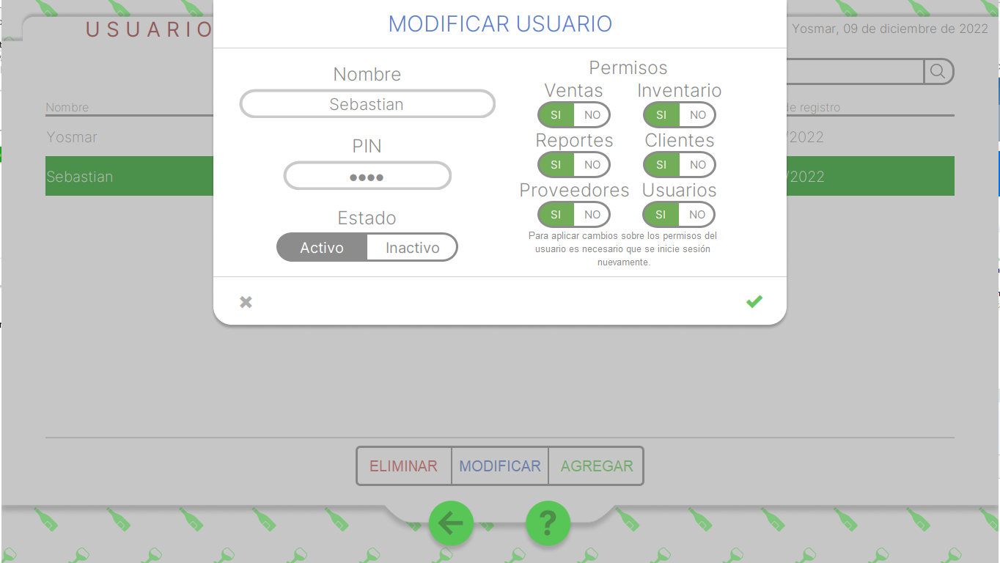 USUARIO
MODIFICAR USUARIO
Yosmar, 09 de diciembre de 2022
Nombre
Sebastian
PIN
Estado
Activo Inactivo
Permisos
Ventas Inventario
SI NO SI NO
Reportes Clientes
SI NO SI NO
Proveedores Usuarios
SI NO SI NO
Para aplicar cambios sobre los permisos del
usuario es necesario que se inicie sesión
nuevamente.
Nombre de registro
Yosmar /2022
Sebastian /2022
ELIMINAR MODIFICAR AGREGAR
?